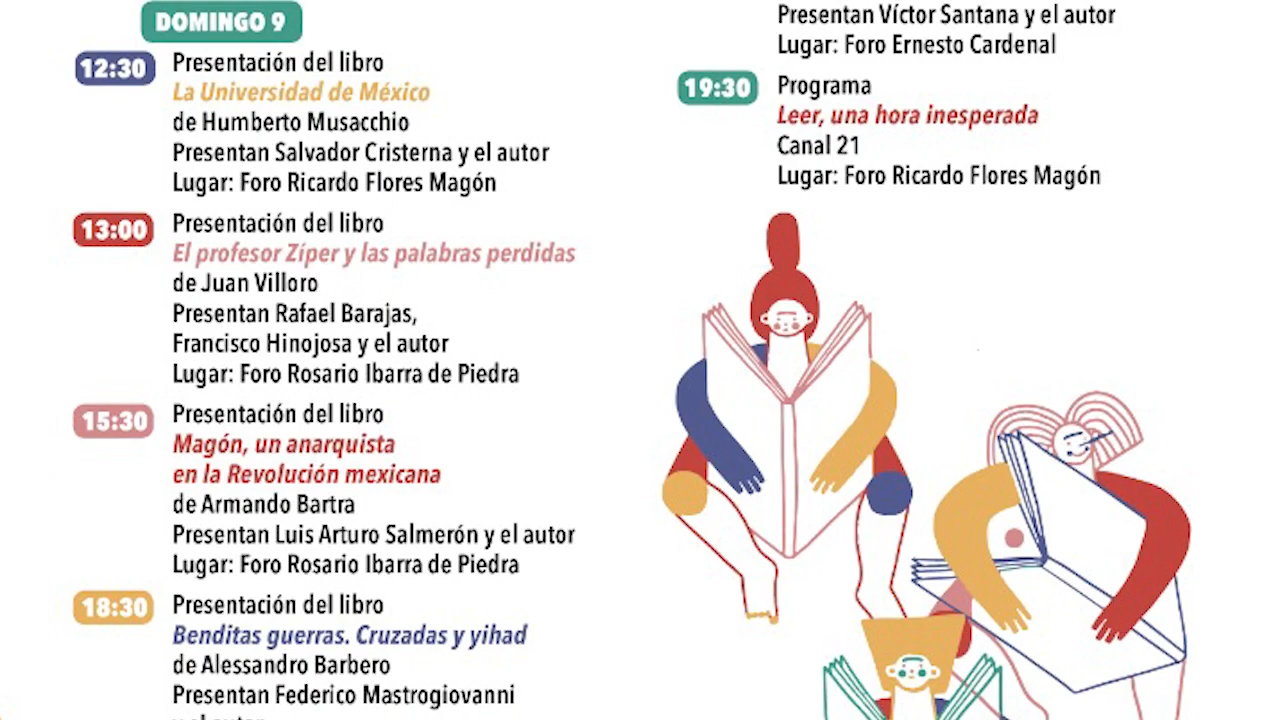 DOMINGO 9
12:30
Presentación del libro
La Universidad de México
de Humberto Musacchio
Presentan Salvador Cristerna y el autor
Lugar: Foro Ricardo Flores Magón
13:00
Presentación del libro
El profesor Zíper y las palabras perdidas
de Juan Villoro
Presentan Rafael Barajas,
Francisco Hinojosa y el autor
Lugar: Foro Rosario Ibarra de Piedra
15:30
Presentación del libro
Magón, un anarquista
en la Revolución mexicana
de Armando Bartra
Presentan Luis Arturo Salmerón y el autor
Lugar: Foro Rosario Ibarra de Piedra
18:30
Presentación del libro
Benditas guerras. Cruzadas y yihad
de Alessandro Barbero
Presentan Federico Mastrogiovanni
y el autor
Presentan Víctor Santana y el autor
Lugar: Foro Ernesto Cardenal
19:30
Programa
Leer, una hora inesperada
Canal 21
Lugar: Foro Ricardo Flores Magón